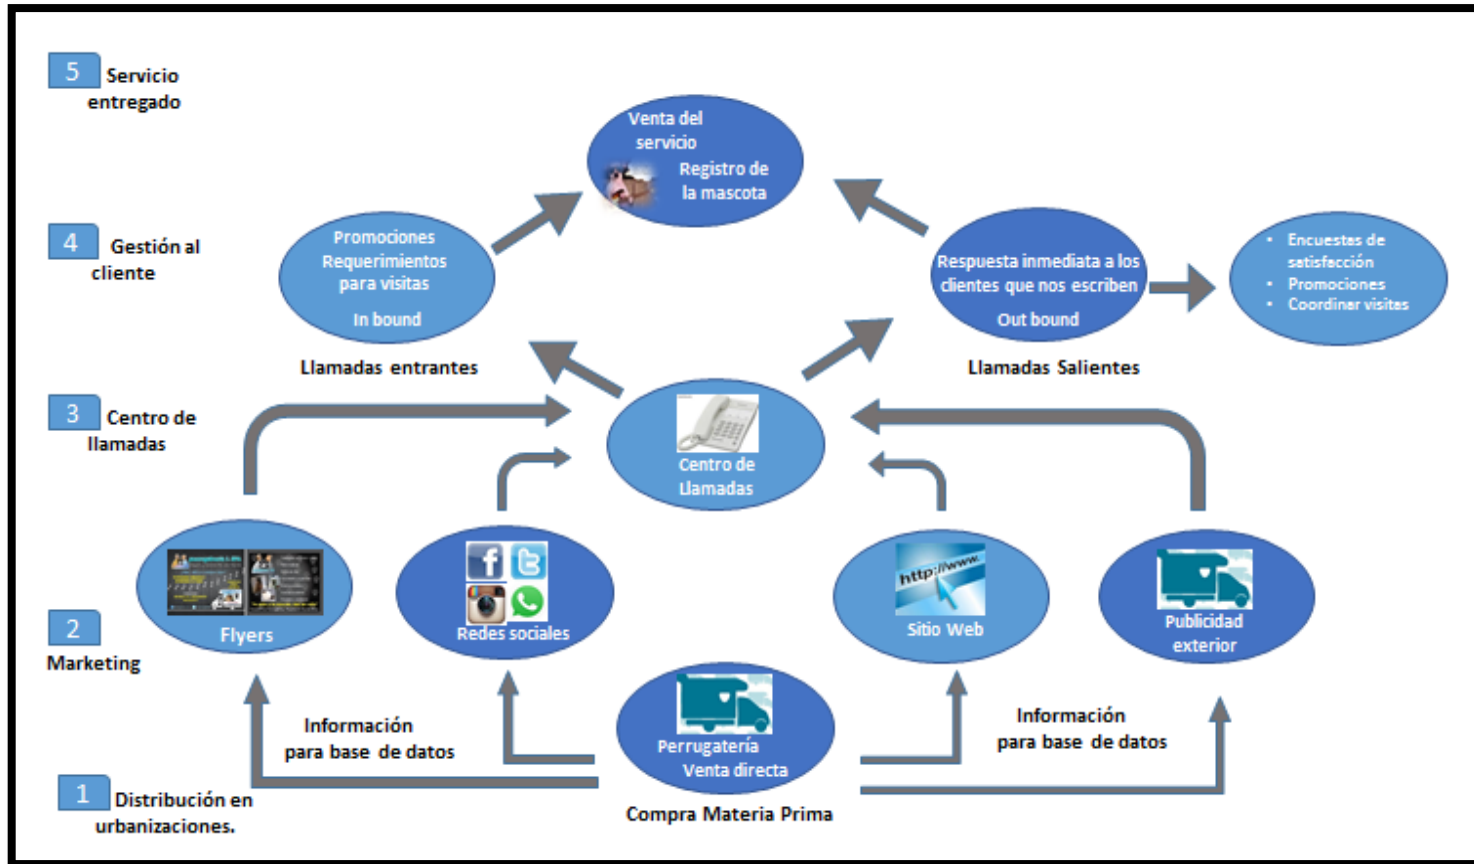 5 Servicio
entregado
Venta del
servicio
Registro de
la mascota
4 Gestión al
cliente
Promociones
Requerimientos
para visitas
In bound
Respuesta inmediata a los
clientes que nos escriben
Out bound
• Encuestas de
satisfacción
• Promociones
• Coordinar visitas
Llamadas entrantes
Llamadas Salientes
3 Centro de
llamadas
Centro de
Llamadas
2
Marketing
Flyers
Redes sociales
http://www.
Sitio Web
Publicidad
exterior
Información
para base de datos
Información
para base de datos
Perrugatería
Venta directa
1 Distribución en
urbanizaciones.
Compra Materia Prima